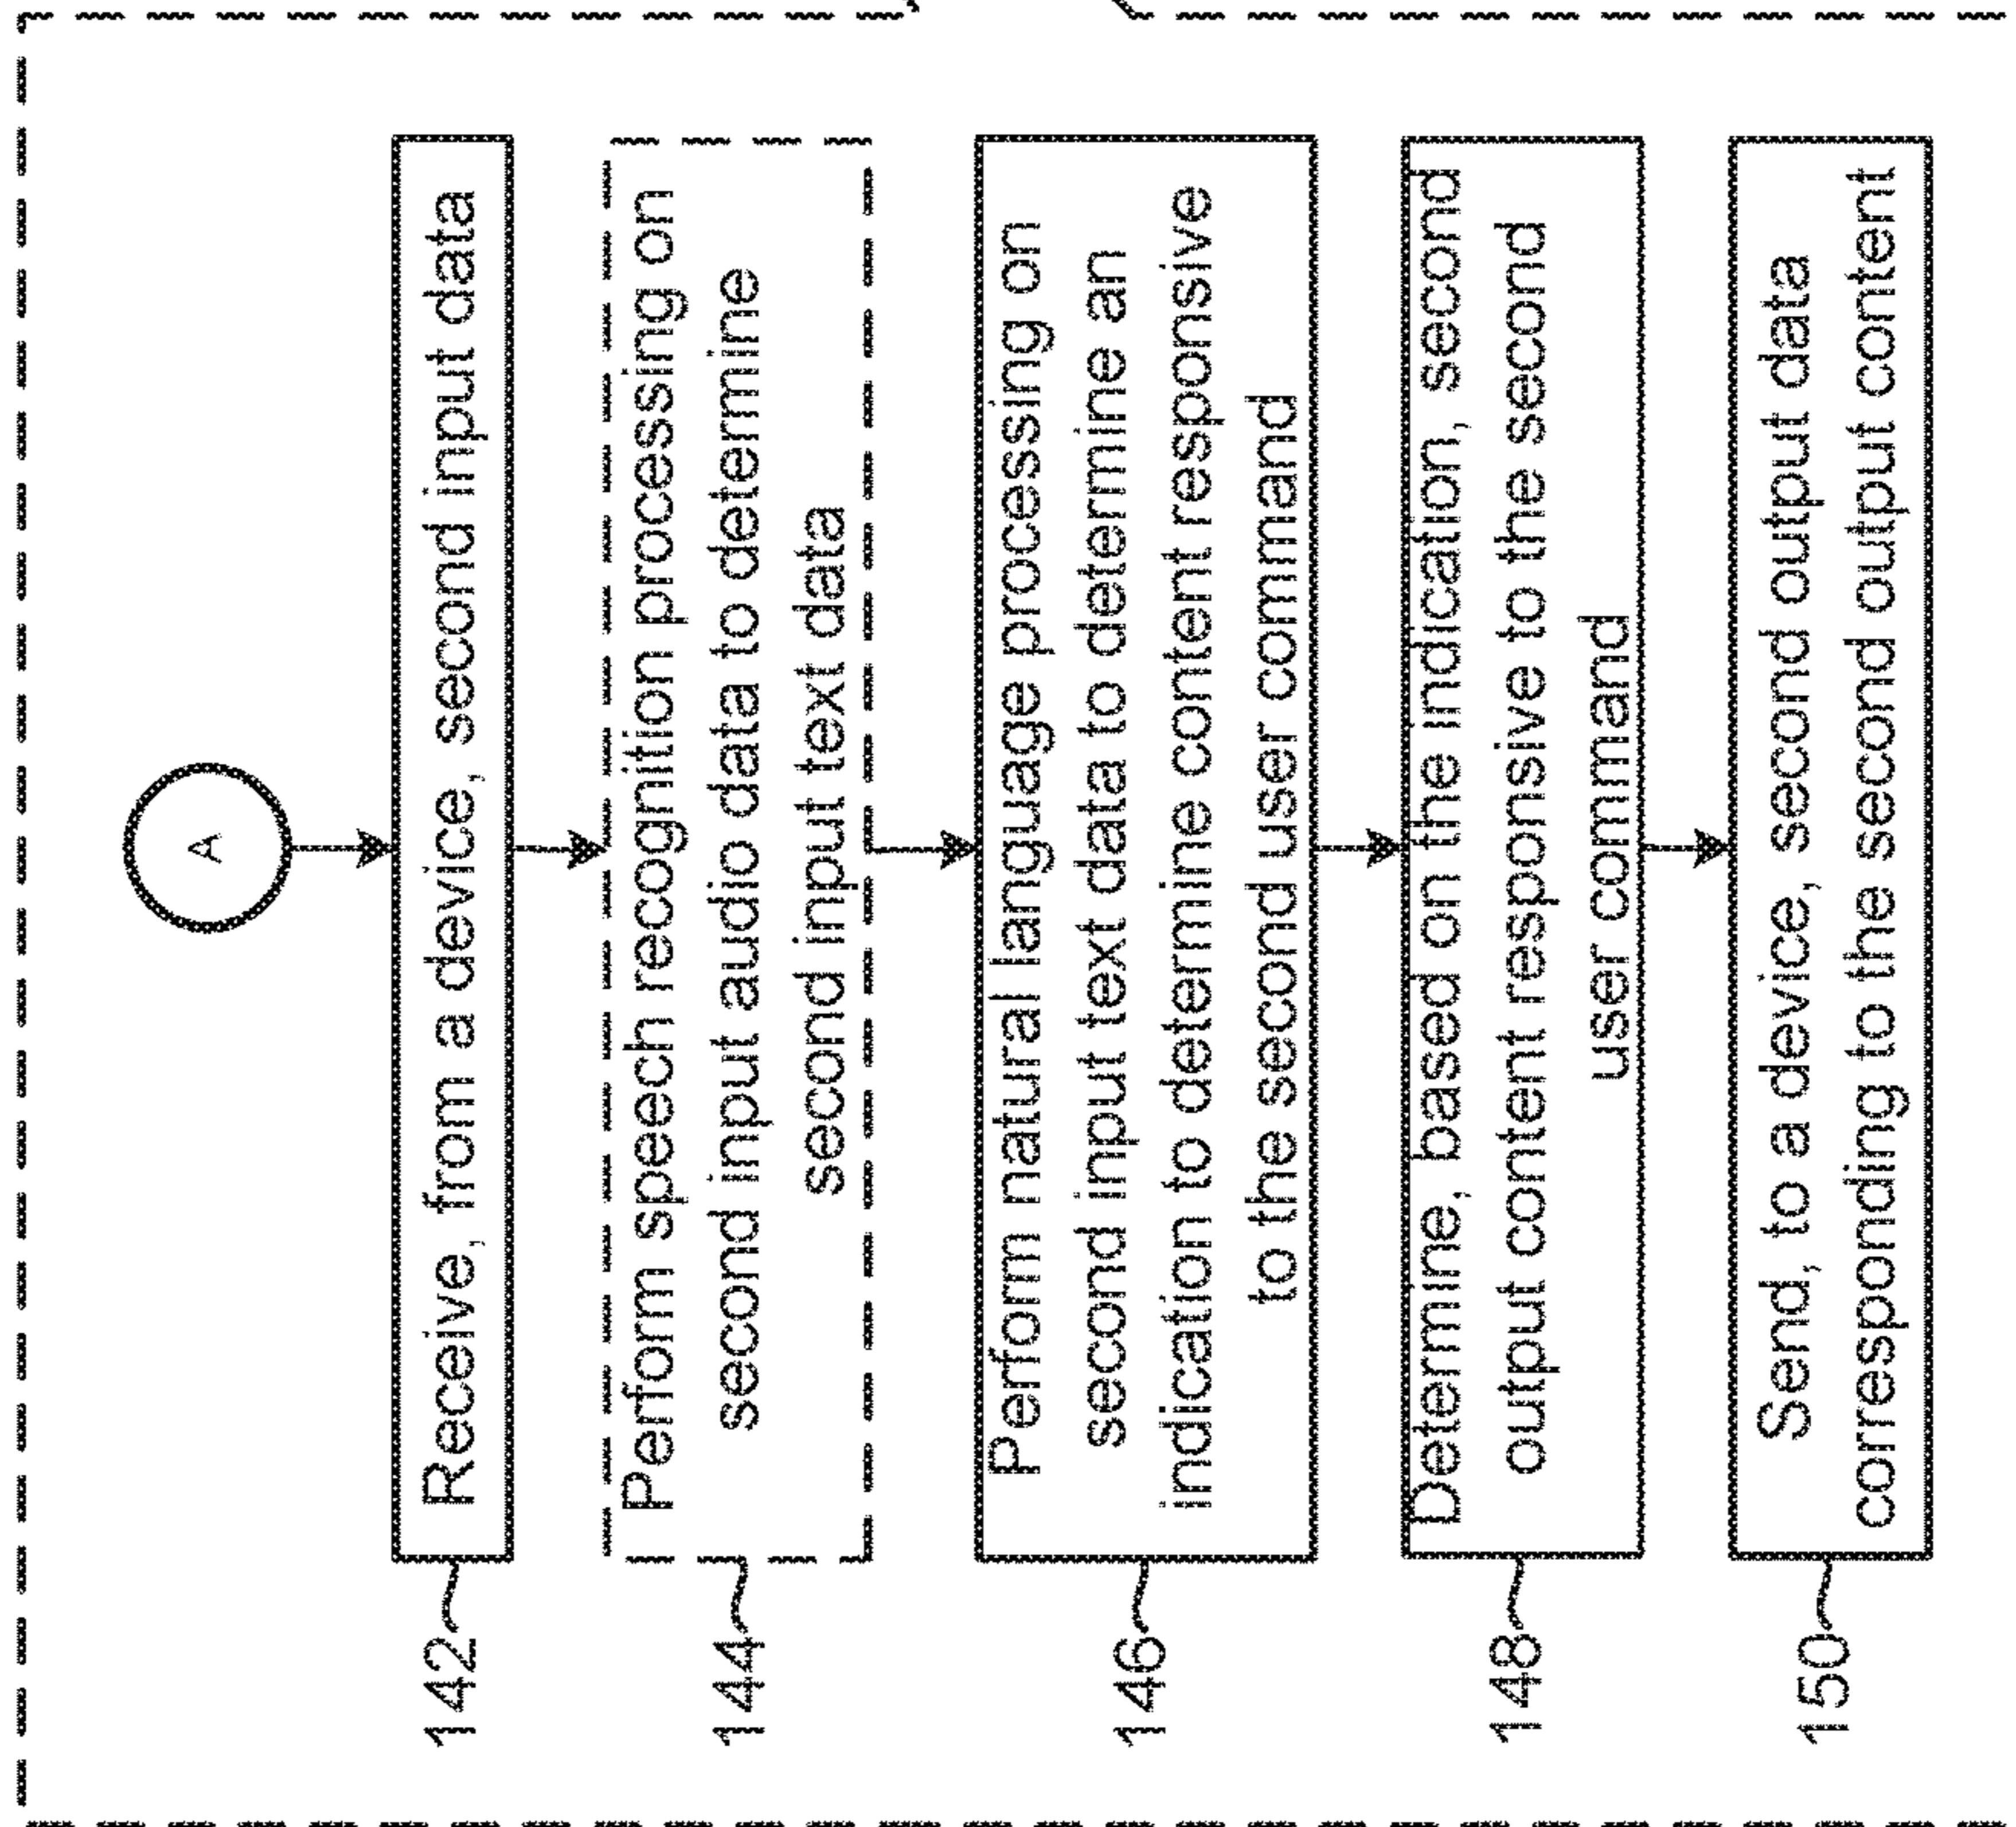 A
142
Receive, from a device, second input data
144
Perform speech recognition processing on
second input audio data to determine
second input text data
146
Perform natural language processing on
second input text data to determine an
indication to determine content responsive
to the second user command
148
Determine, based on the indication, second
output content responsive to the second
user command
150
Send, to a device, second output data
corresponding to the second output content